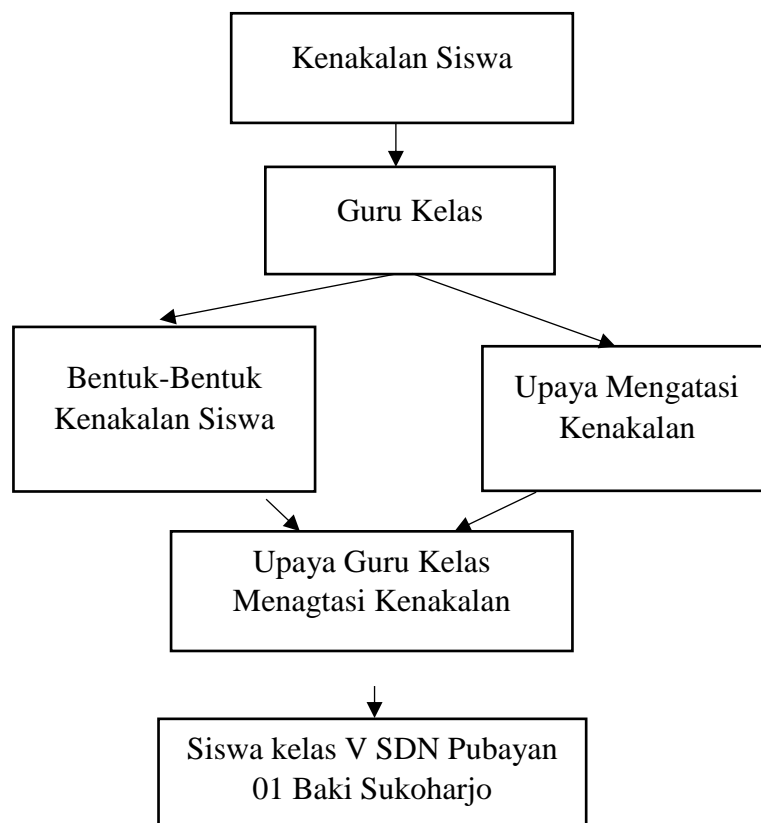 Kenakalan Siswa
Guru Kelas
Bentuk-Bentuk
Kenakalan Siswa
Upaya Mengatasi
Kenakalan
Upaya Guru Kelas
Menagtasi Kenakalan
Siswa kelas V SDN Pubayan
01 Baki Sukoharjo